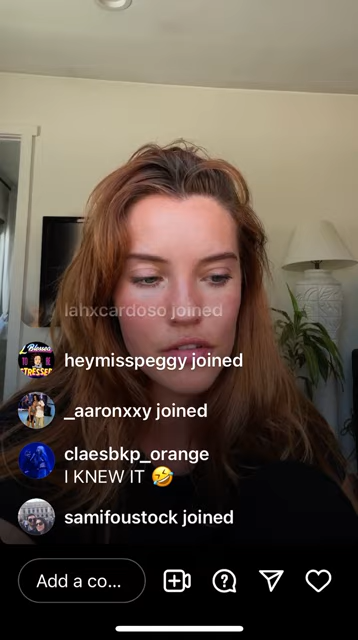 lahxcardoso joined
heymisspeggy joined
_aaronxxy joined
claesbkp_orange
I KNEW IT 🤣
samifoustock joined
Add a co...